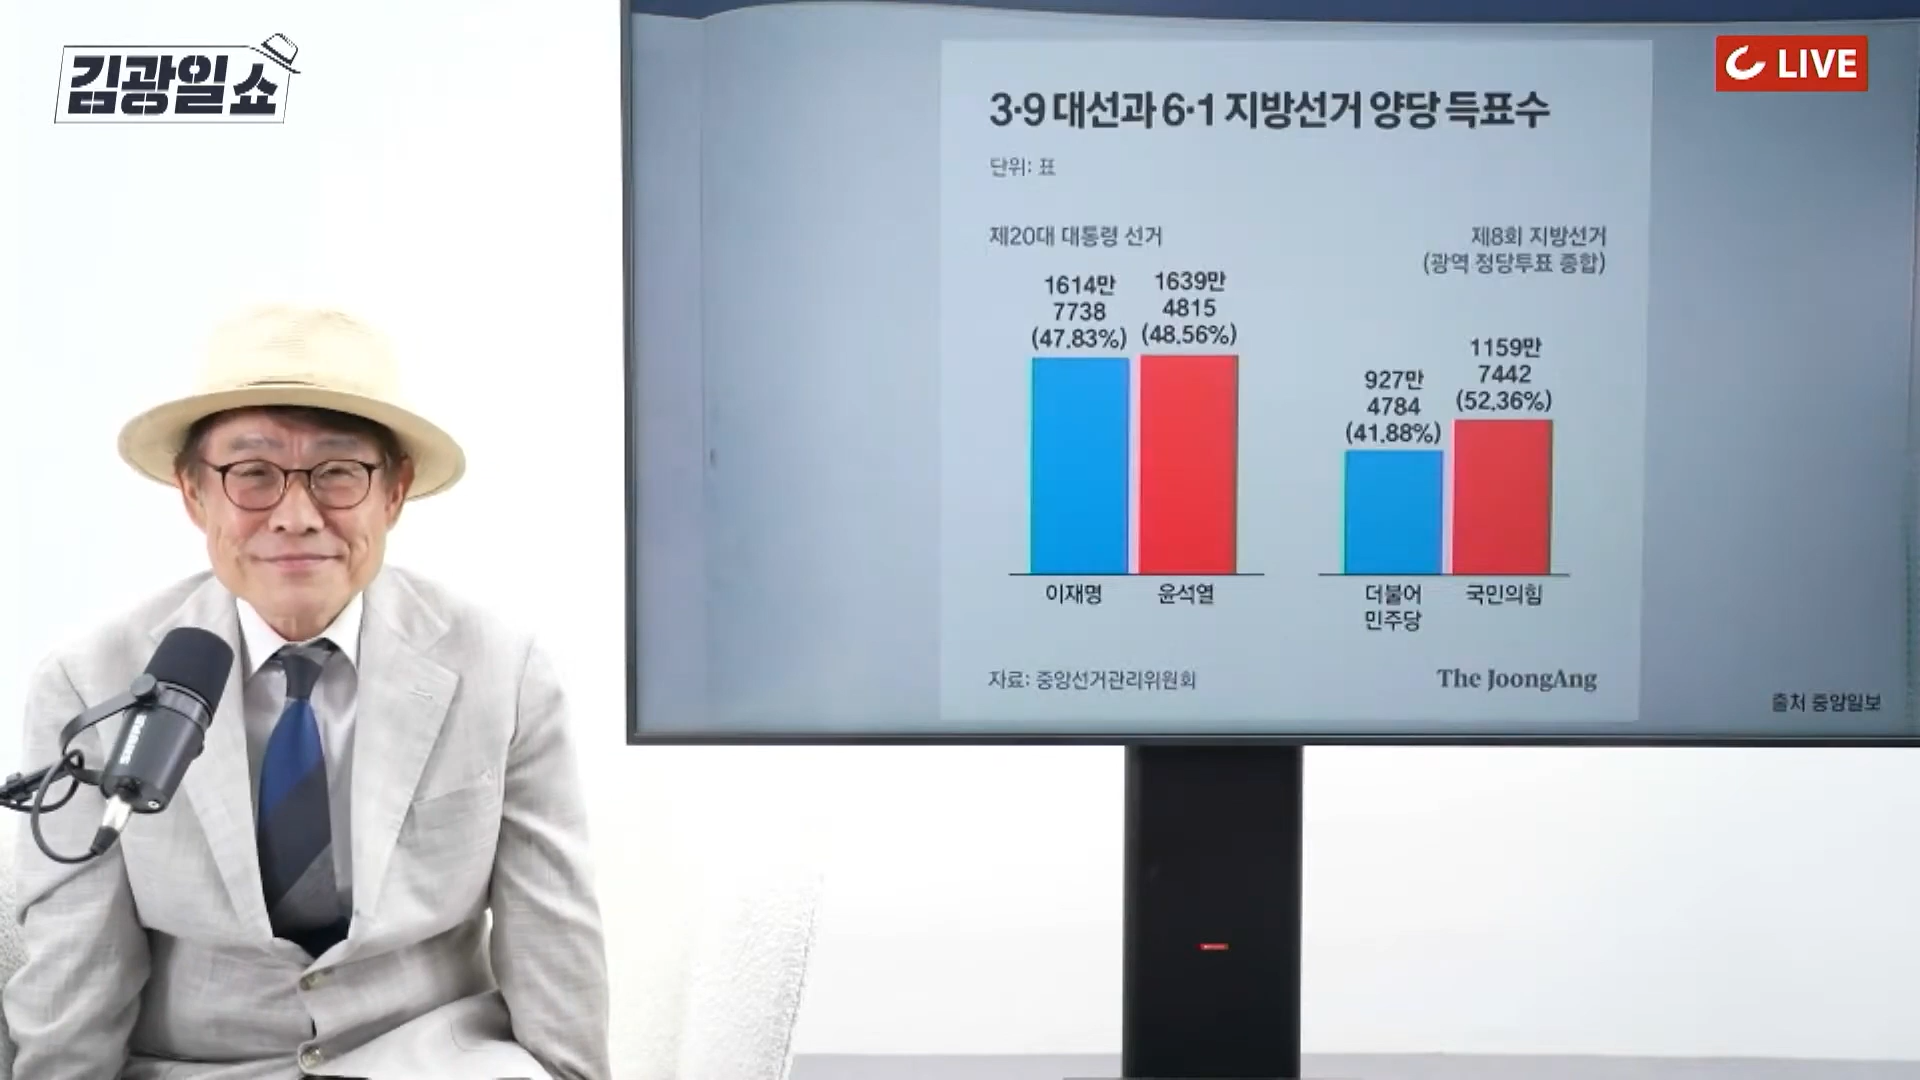 김광일쇼
LIVE
3·9 대선과 6·1 지방선거 양당 득표수
단위: 표
제20대 대통령 선거
1614만
7738
(47.83%)
1639만
4815
(48.56%)
이재명
윤석열
제8회 지방선거
(광역 정당투표 종합)
927만
4784
(41.88%)
1159만
7442
(52.36%)
더불어
민주당
국민의힘
자료: 중앙선거관리위원회
The JoongAng
출처 중앙일보
SHURE